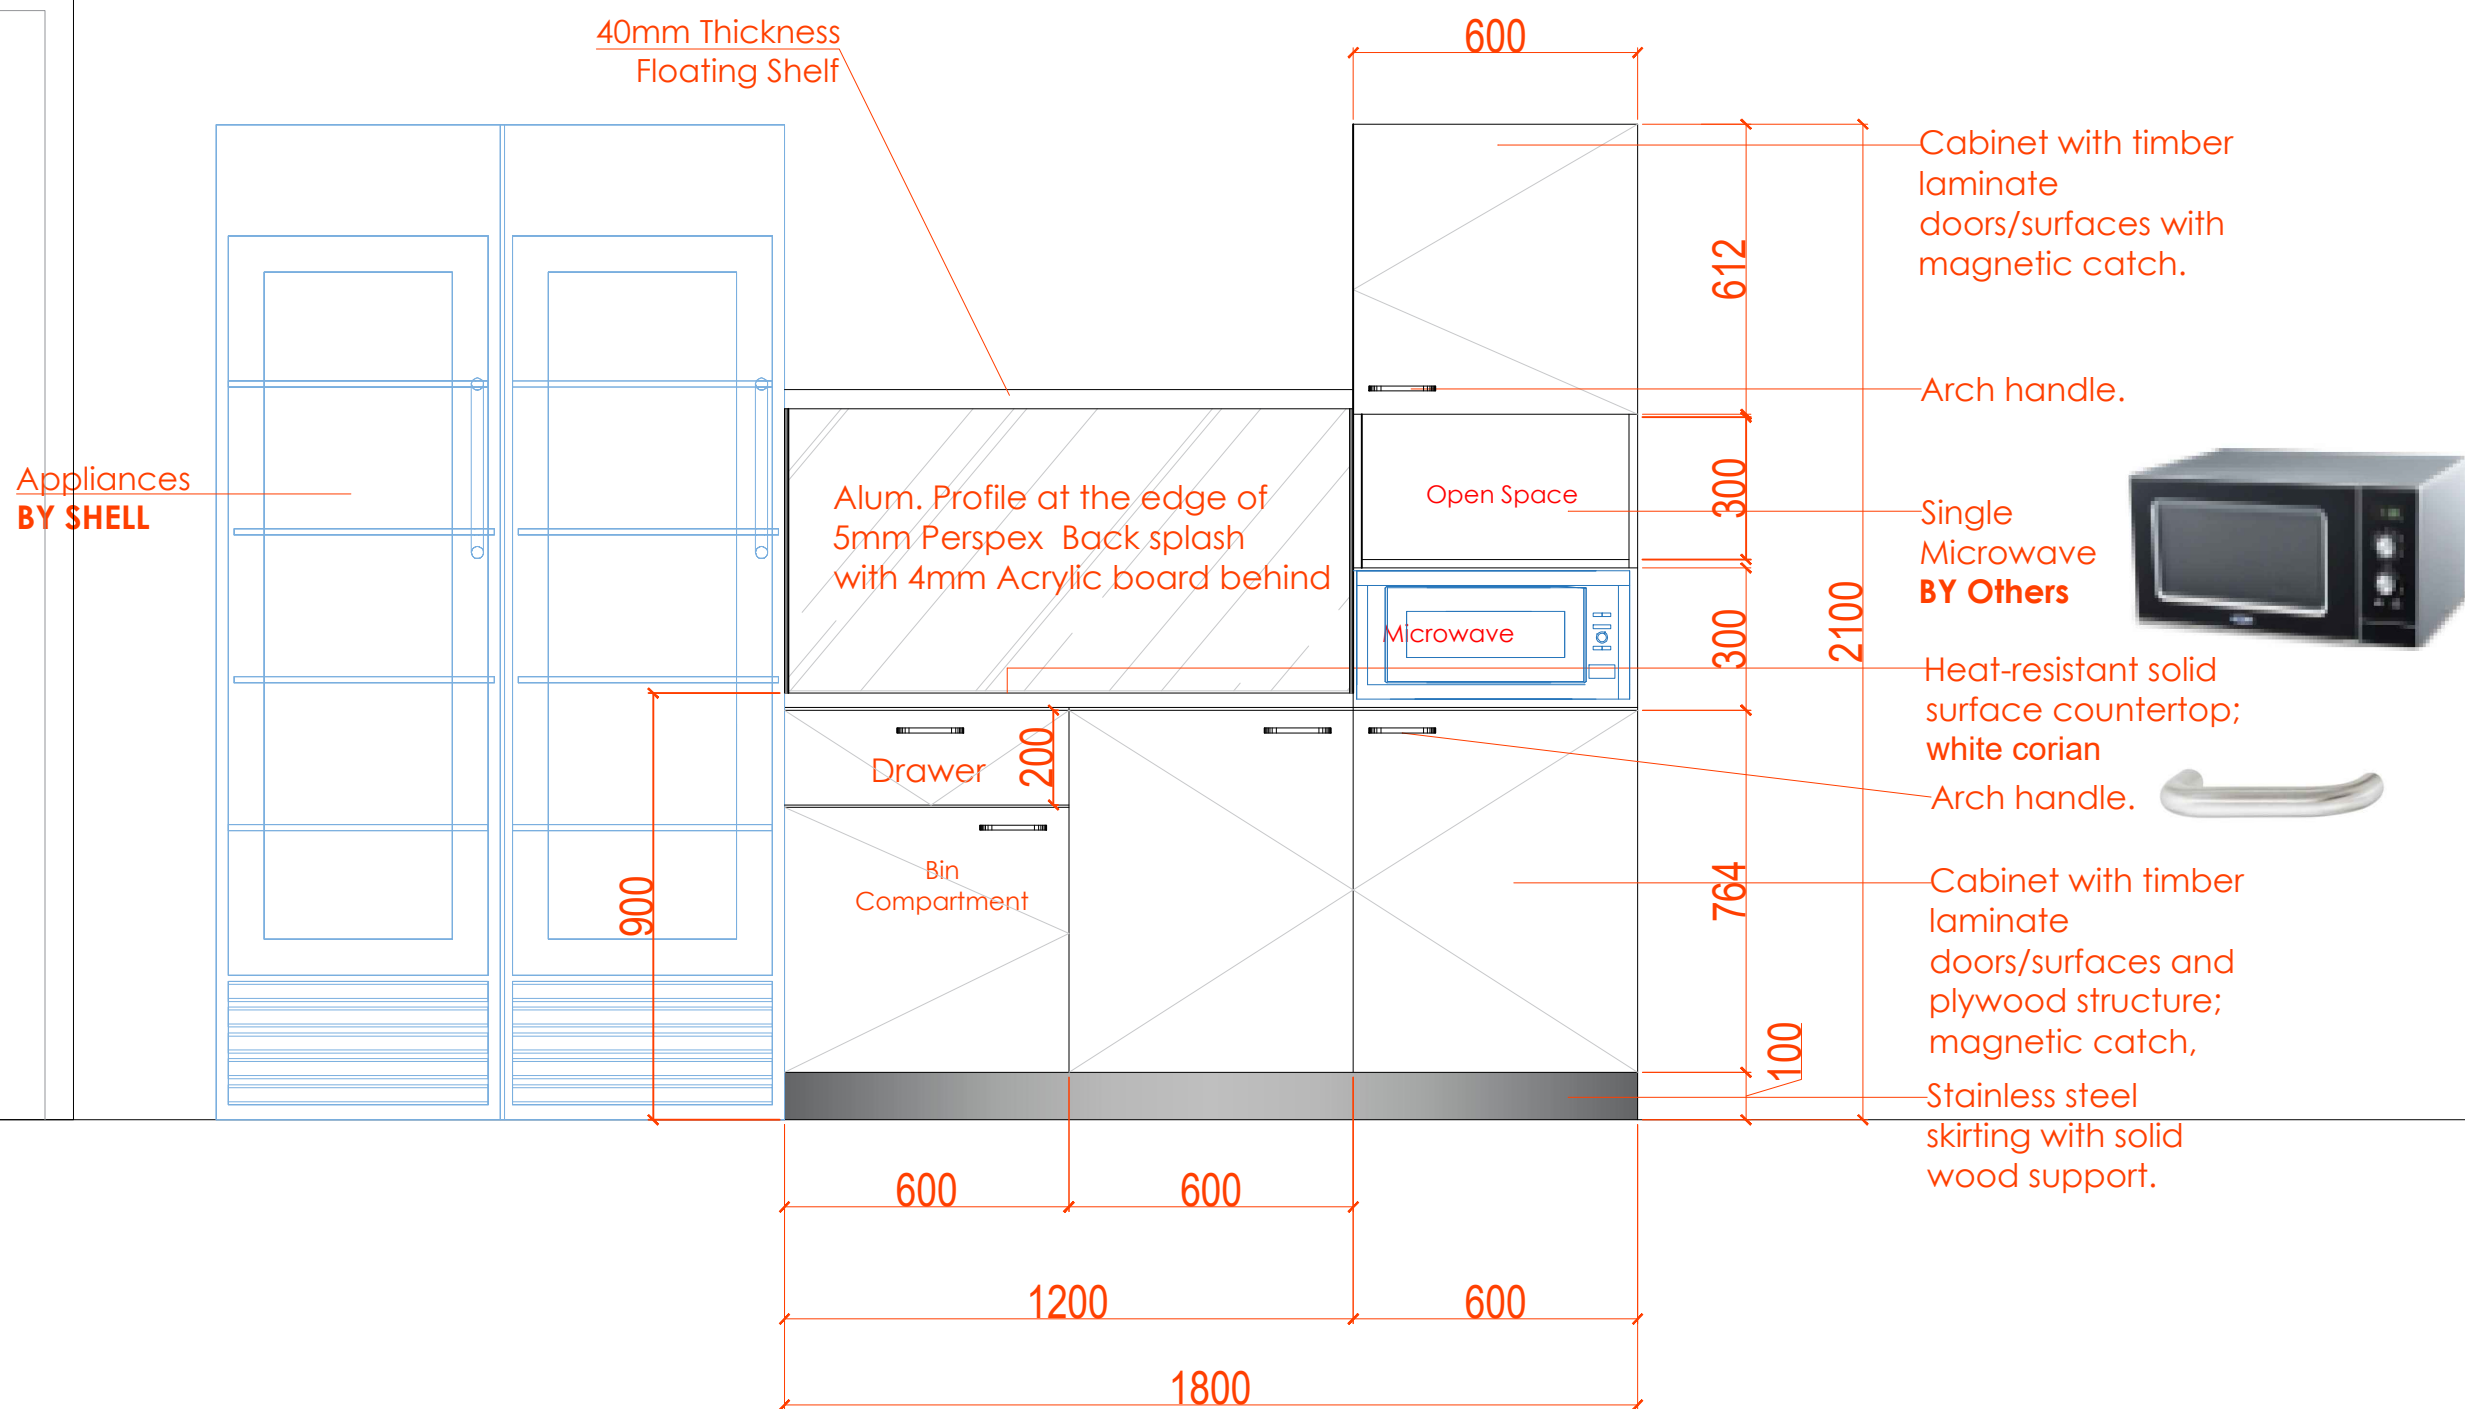 40mm Thickness
Floating Shelf
600
Cabinet with timber
laminate
doors/surfaces with
magnetic catch.
612
Arch handle.
Appliances
BY SHELL
Alum. Profile at the edge of
5mm Perspex Back splash
with 4mm Acrylic board behind
Open Space
300
Single
Microwave
BY Others
Microwave
300
2100
Heat-resistant solid
surface countertop;
white corian
Drawer
200
Arch handle.
Bin
Compartment
900
764
Cabinet with timber
laminate
doors/surfaces and
plywood structure;
magnetic catch,
100
Stainless steel
skirting with solid
wood support.
600
600
1200
600
1800